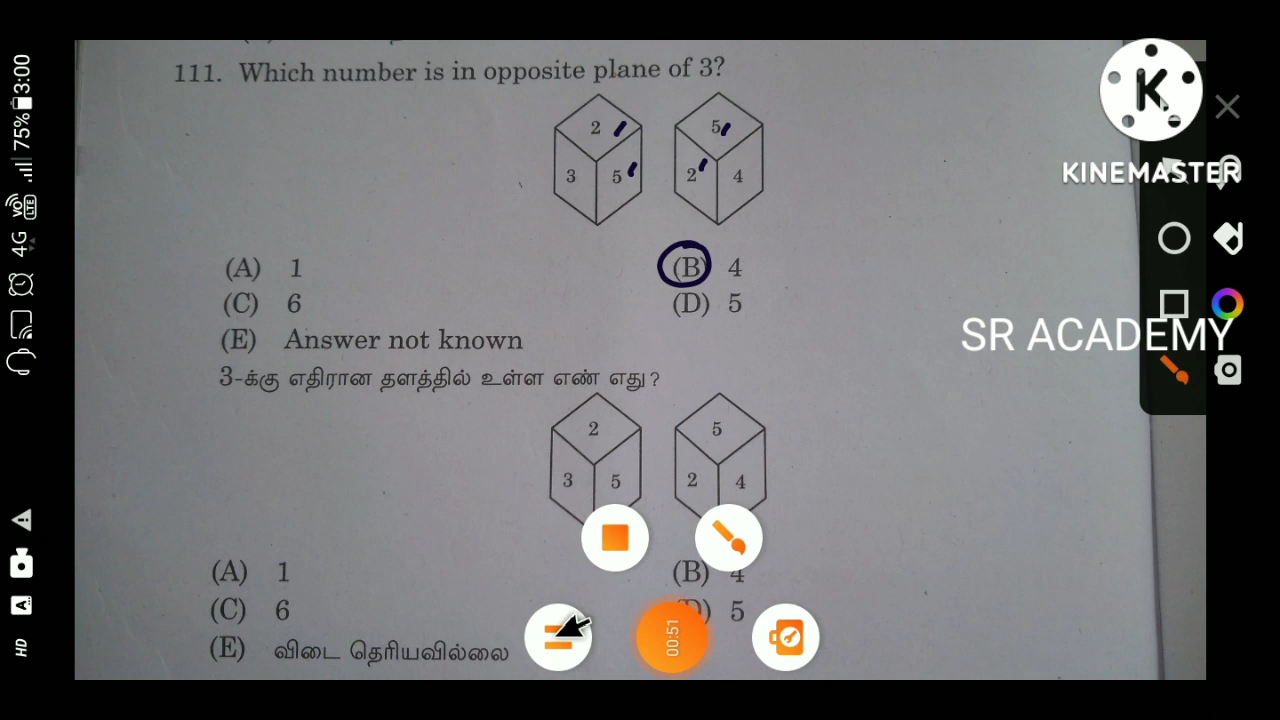 111. Which number is in opposite plane of 3?
2 5
3 5 2 4
(A) 1 (B) 4
(C) 6 (D) 5
(E) Answer not known
3-க்கு எதிரான தளத்தில் உள்ள எண் எது?
2 5
3 5 2 4
(A) 1 (B) 4
(C) 6 (D) 5
(E) விடை தெரியவில்லை
K
KINEMASTER
SR ACADEMY
00:51
3:00
75%
4G VO LTE
A
HD